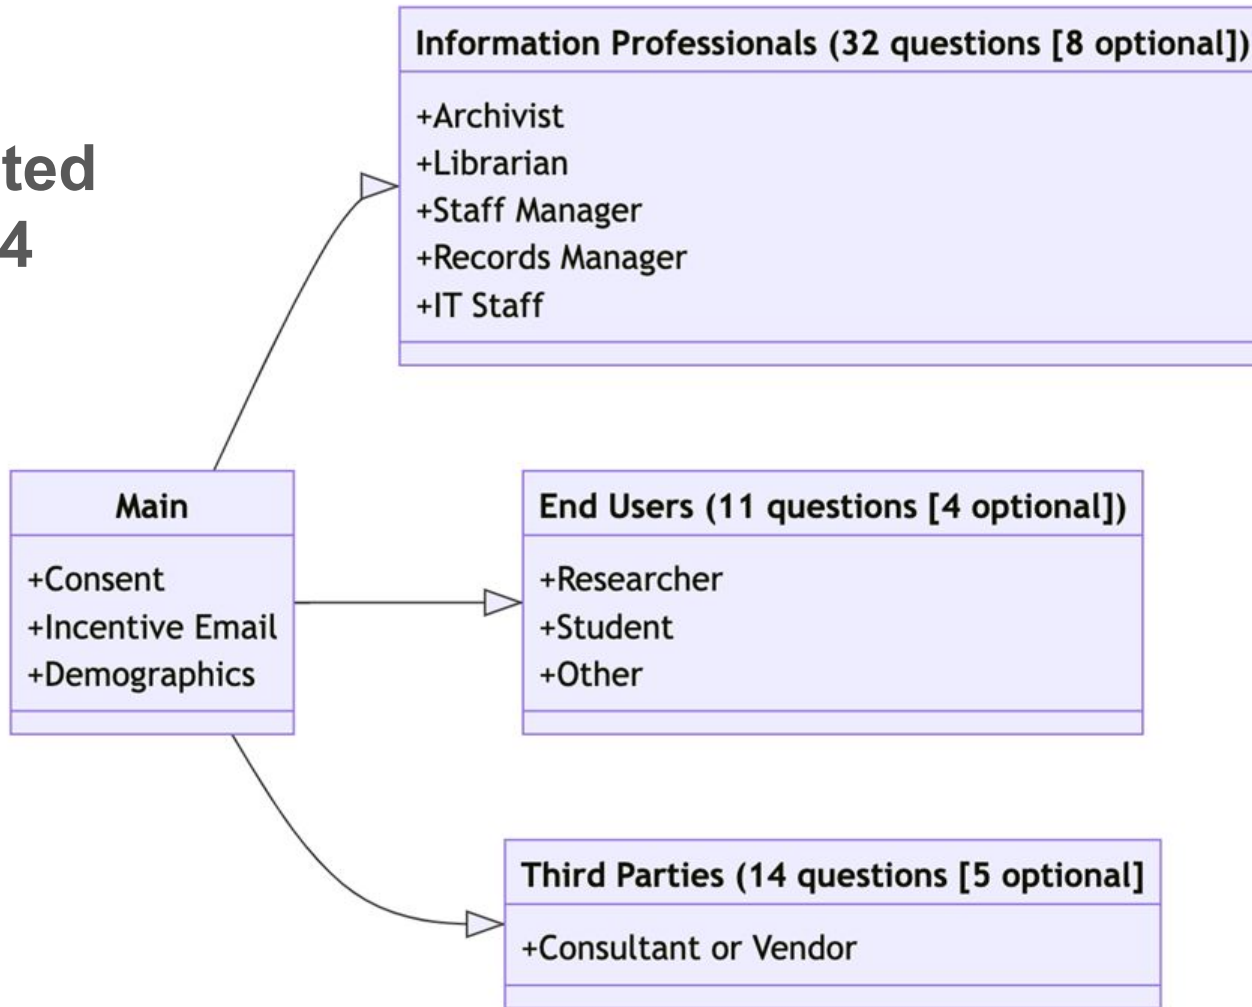 ted
4
Information Professionals (32 questions [8 optional])
+Archivist
+Librarian
+Staff Manager
+Records Manager
+IT Staff
Main
+Consent
+Incentive Email
+Demographics
End Users (11 questions [4 optional])
+Researcher
+Student
+Other
Third Parties (14 questions [5 optional]
+Consultant or Vendor